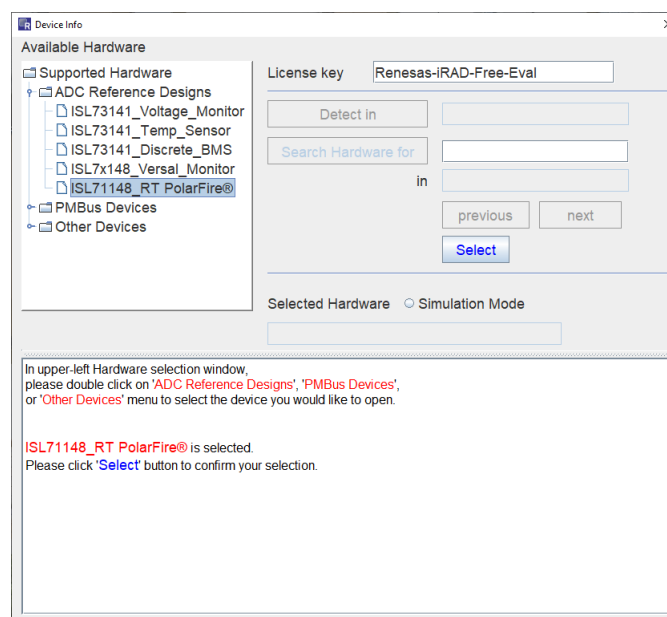 Device Info
Available Hardware
Supported Hardware
ADC Reference Designs
ISL73141_Voltage_Monitor
ISL73141_Temp_Sensor
ISL73141_Discrete_BMS
ISL7x148_Versal_Monitor
ISL71148_RT PolarFire®
PMBus Devices
Other Devices
License key Renesas-iRAD-Free-Eval
Detect in
Search Hardware for
in
previous next
Select
Selected Hardware Simulation Mode
In upper-left Hardware selection window,
please double click on 'ADC Reference Designs', 'PMBus Devices',
or 'Other Devices' menu to select the device you would like to open.
ISL71148_RT PolarFire® is selected.
Please click 'Select' button to confirm your selection.